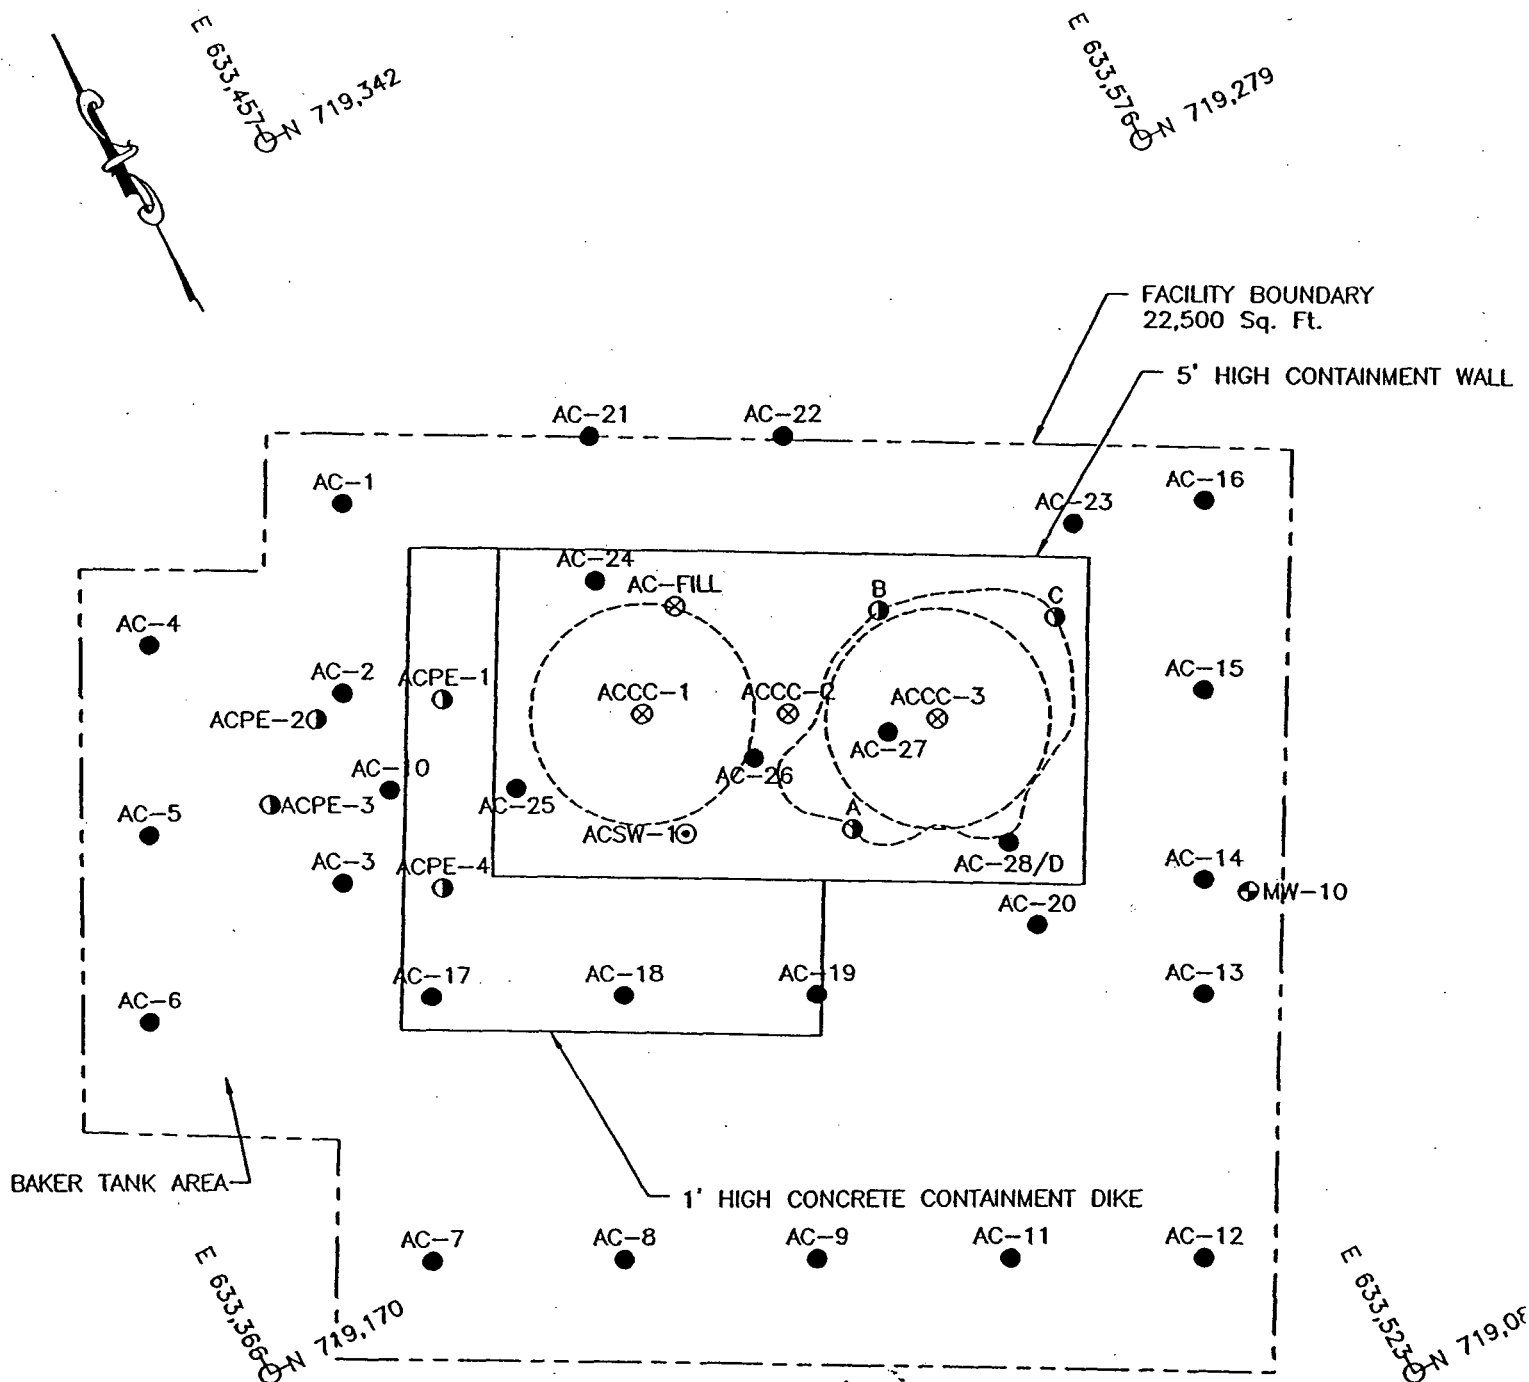 E 633,457
N 719,342
E 633,576
N 719,279
FACILITY BOUNDARY
22,500 Sq. Ft.
5' HIGH CONTAINMENT WALL
AC-21
AC-22
AC-1
AC-16
AC-23
AC-24
AC-FILL
B
C
AC-4
AC-2
ACPE-1
ACCC-1
ACCC-2
ACCC-3
AC-15
ACPE-2
AC-27
AC-10
AC-26
ACPE-3
AC-25
AC-5
A
ACSW-1
AC-3
ACPE-4
AC-28/D
AC-14
MW-10
AC-20
AC-17
AC-18
AC-19
AC-13
AC-6
BAKER TANK AREA
1' HIGH CONCRETE CONTAINMENT DIKE
AC-7
AC-8
AC-9
AC-11
AC-12
E 633,366
N 719,170
E 633,523
N 719,08